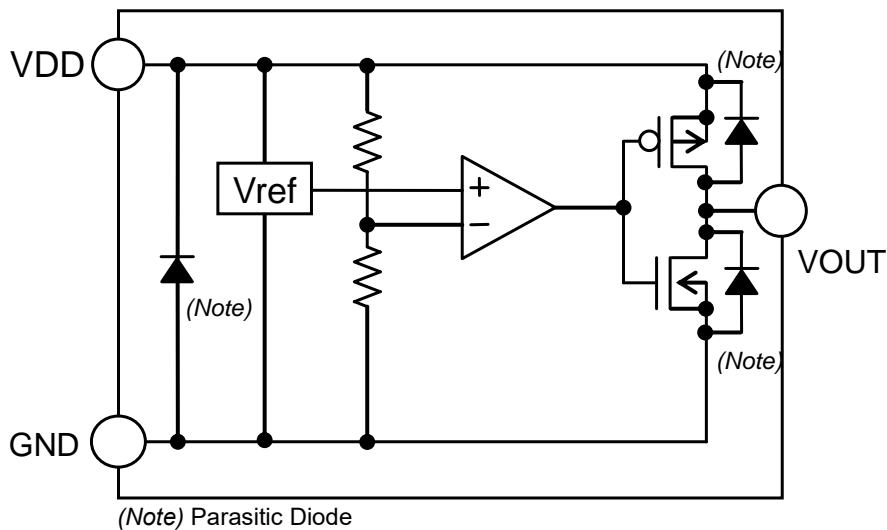 VDD
(Note)
Vref
+
−
VOUT
(Note)
(Note)
GND
(Note) Parasitic Diode